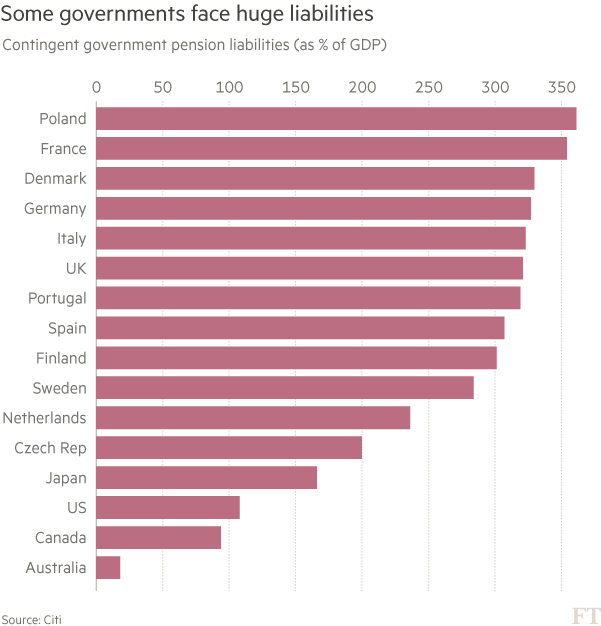 Some governments face huge liabilities
Contingent government pension liabilities (as % of GDP)
0 50 100 150 200 250 300 350
Poland
France
Denmark
Germany
Italy
UK
Portugal
Spain
Finland
Sweden
Netherlands
Czech Rep
Japan
US
Canada
Australia
Source: Citi
FT